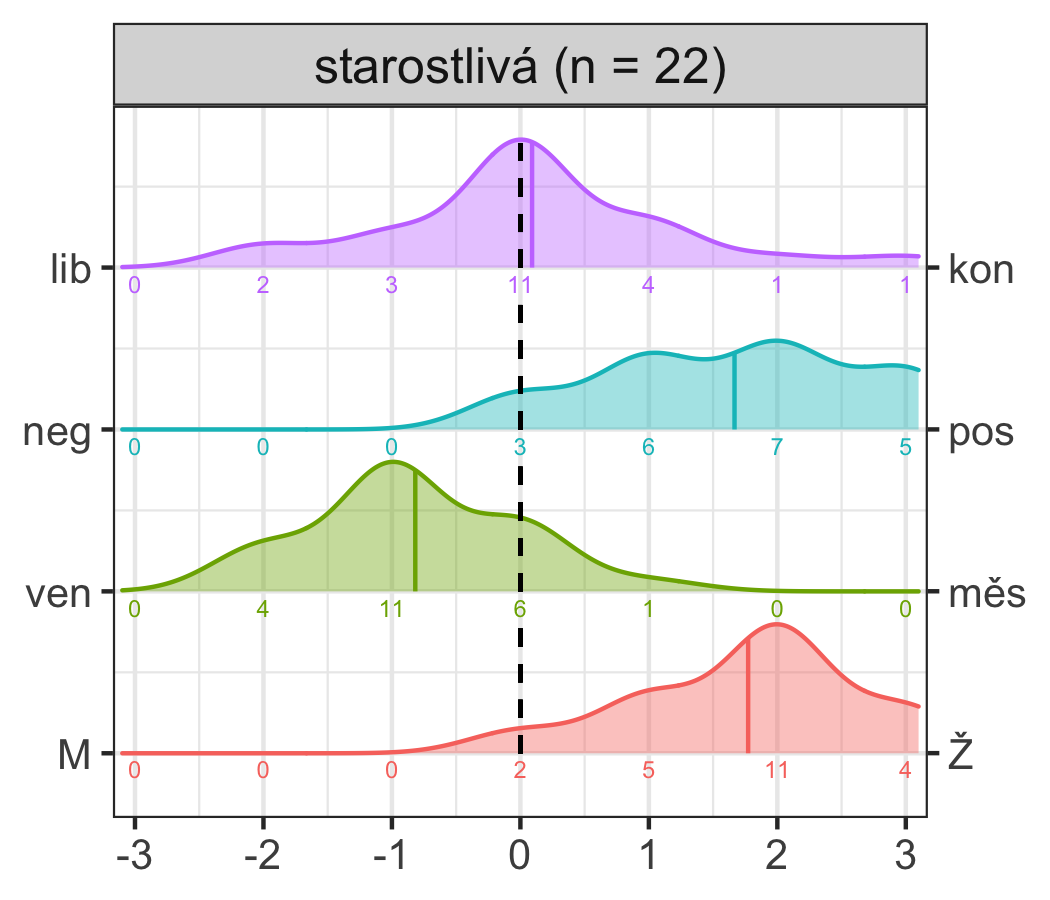 starostlivá (n = 22)
lib kon
0 2 3 11 4 1 1
neg pos
0 0 0 3 6 7 5
ven měs
0 4 11 6 1 0 0
M Ž
0 0 0 2 5 11 4
-3 -2 -1 0 1 2 3